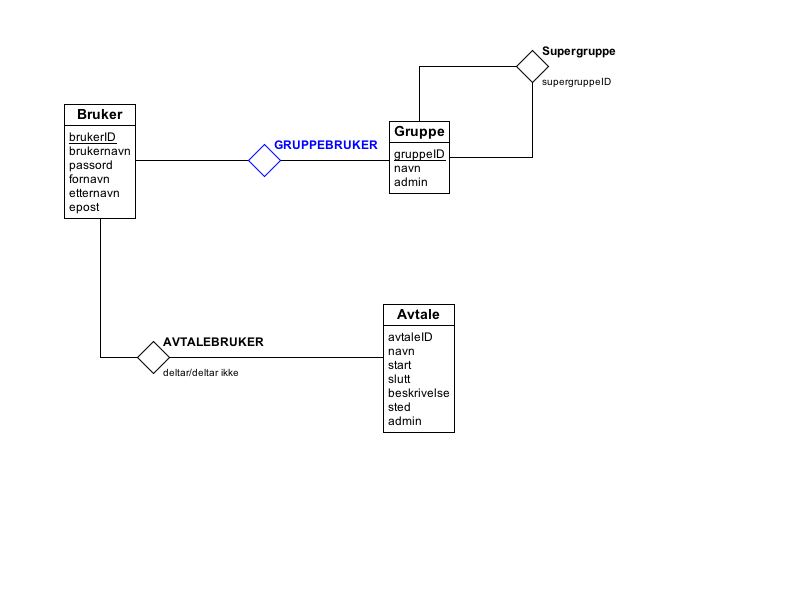 Supergruppe
supergruppeID
Bruker
brukerID
brukernavn
passord
fornavn
etternavn
epost
GRUPPEBRUKER
Gruppe
gruppeID
navn
admin
AVTALEBRUKER
deltar/deltar ikke
Avtale
avtaleID
navn
start
slutt
beskrivelse
sted
admin